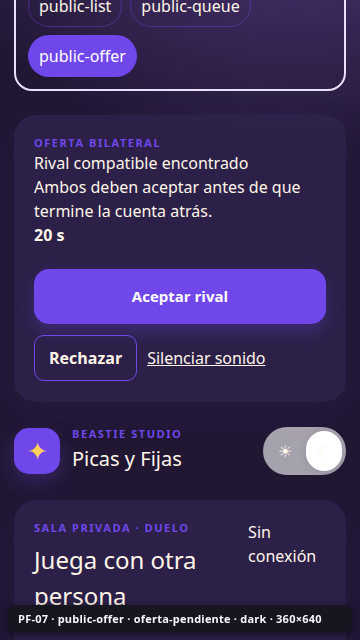 public-list public-queue
public-offer
OFERTA BILATERAL
Rival compatible encontrado
Ambos deben aceptar antes de que
termine la cuenta atrás.
20 s
Aceptar rival
Rechazar Silenciar sonido
BEASTIE STUDIO
Picas y Fijas
SALA PRIVADA · DUELO
Juega con otra
persona
Sin
conexión
PF-07 · public-offer · oferta-pendiente · dark · 360×640